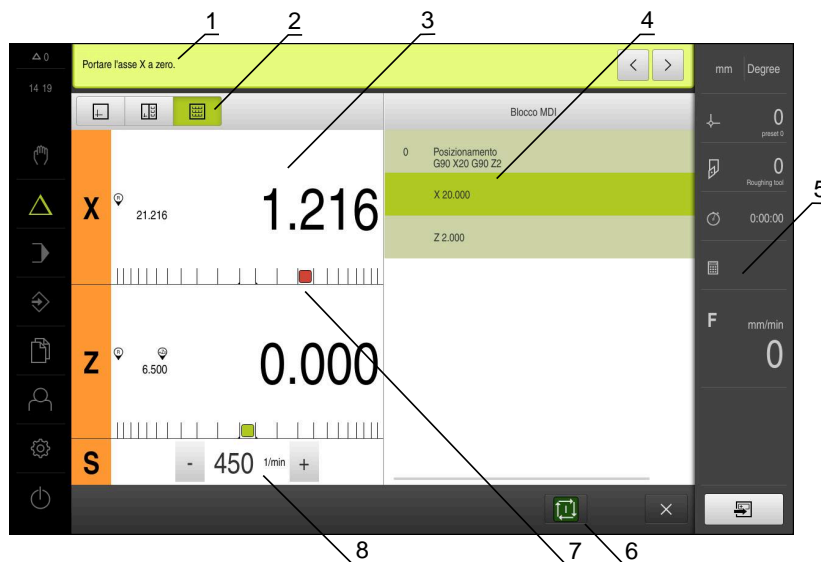 1
2
3
4
5
6
7
8
0
14 19
Portare l'asse X a zero.
mm Degree
Blocco MDI
0
preset 0
0
Roughing tool
0:00:00
F mm/min
0
X
R
21.216
1.216
0 Posizionamento
G90 X20 G90 Z2
X 20.000
Z 2.000
Z
R
6.500
0.000
S
- 450 1/min +